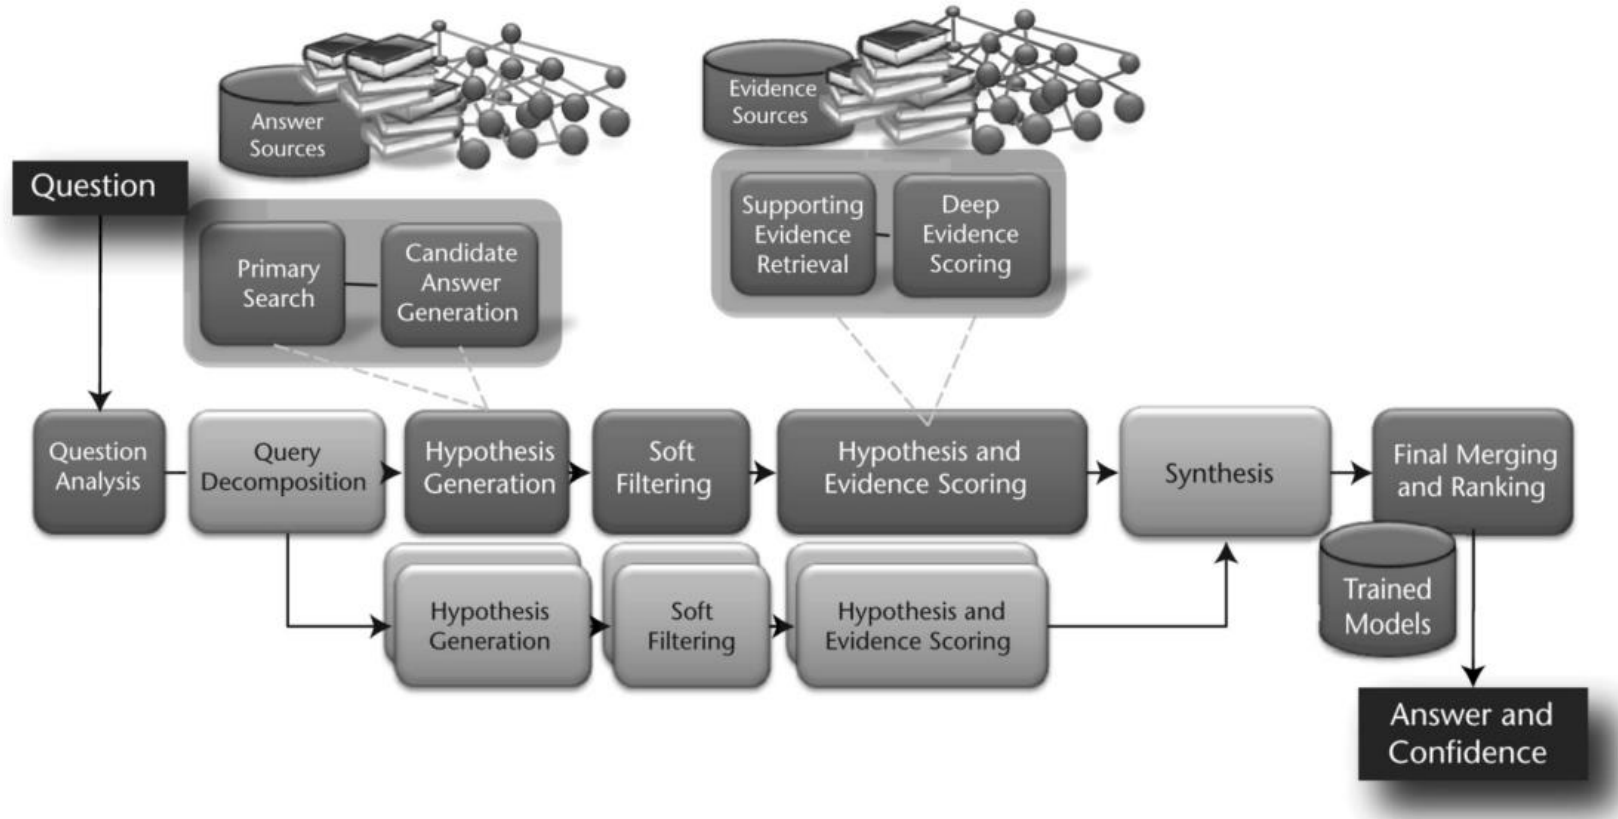 Answer
Sources
Evidence
Sources
Question
Primary
Search
Candidate
Answer
Generation
Supporting
Evidence
Retrieval
Deep
Evidence
Scoring
Question
Analysis
Query
Decomposition
Hypothesis
Generation
Soft
Filtering
Hypothesis and
Evidence Scoring
Synthesis
Final Merging
and Ranking
Hypothesis
Generation
Soft
Filtering
Hypothesis and
Evidence Scoring
Trained
Models
Answer and
Confidence